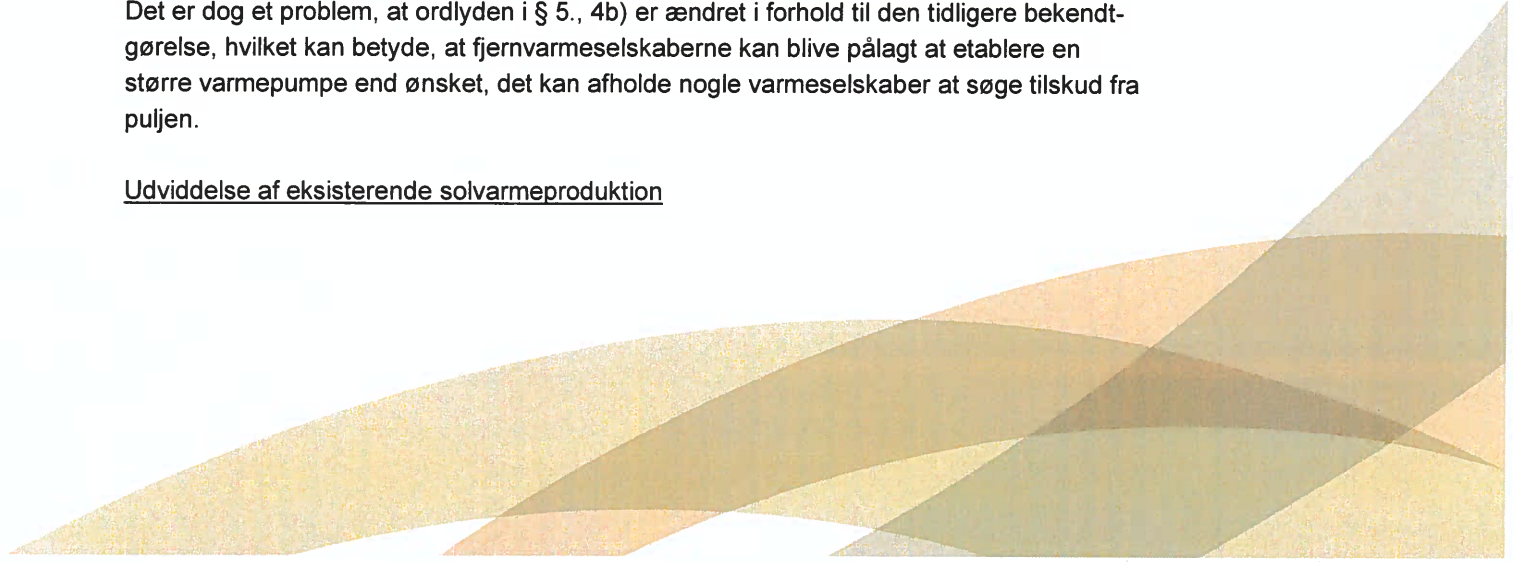 Det er dog et problem, at ordlyden i § 5., 4b) er ændret i forhold til den tidligere bekendt-
gørelse, hvilket kan betyde, at fjernvarmeselskaberne kan blive pålagt at etablere en
større varmepumpe end ønsket, det kan afholde nogle varmeselskaber at søge tilskud fra
puljen.
Udviddelse af eksisterende solvarmeproduktion